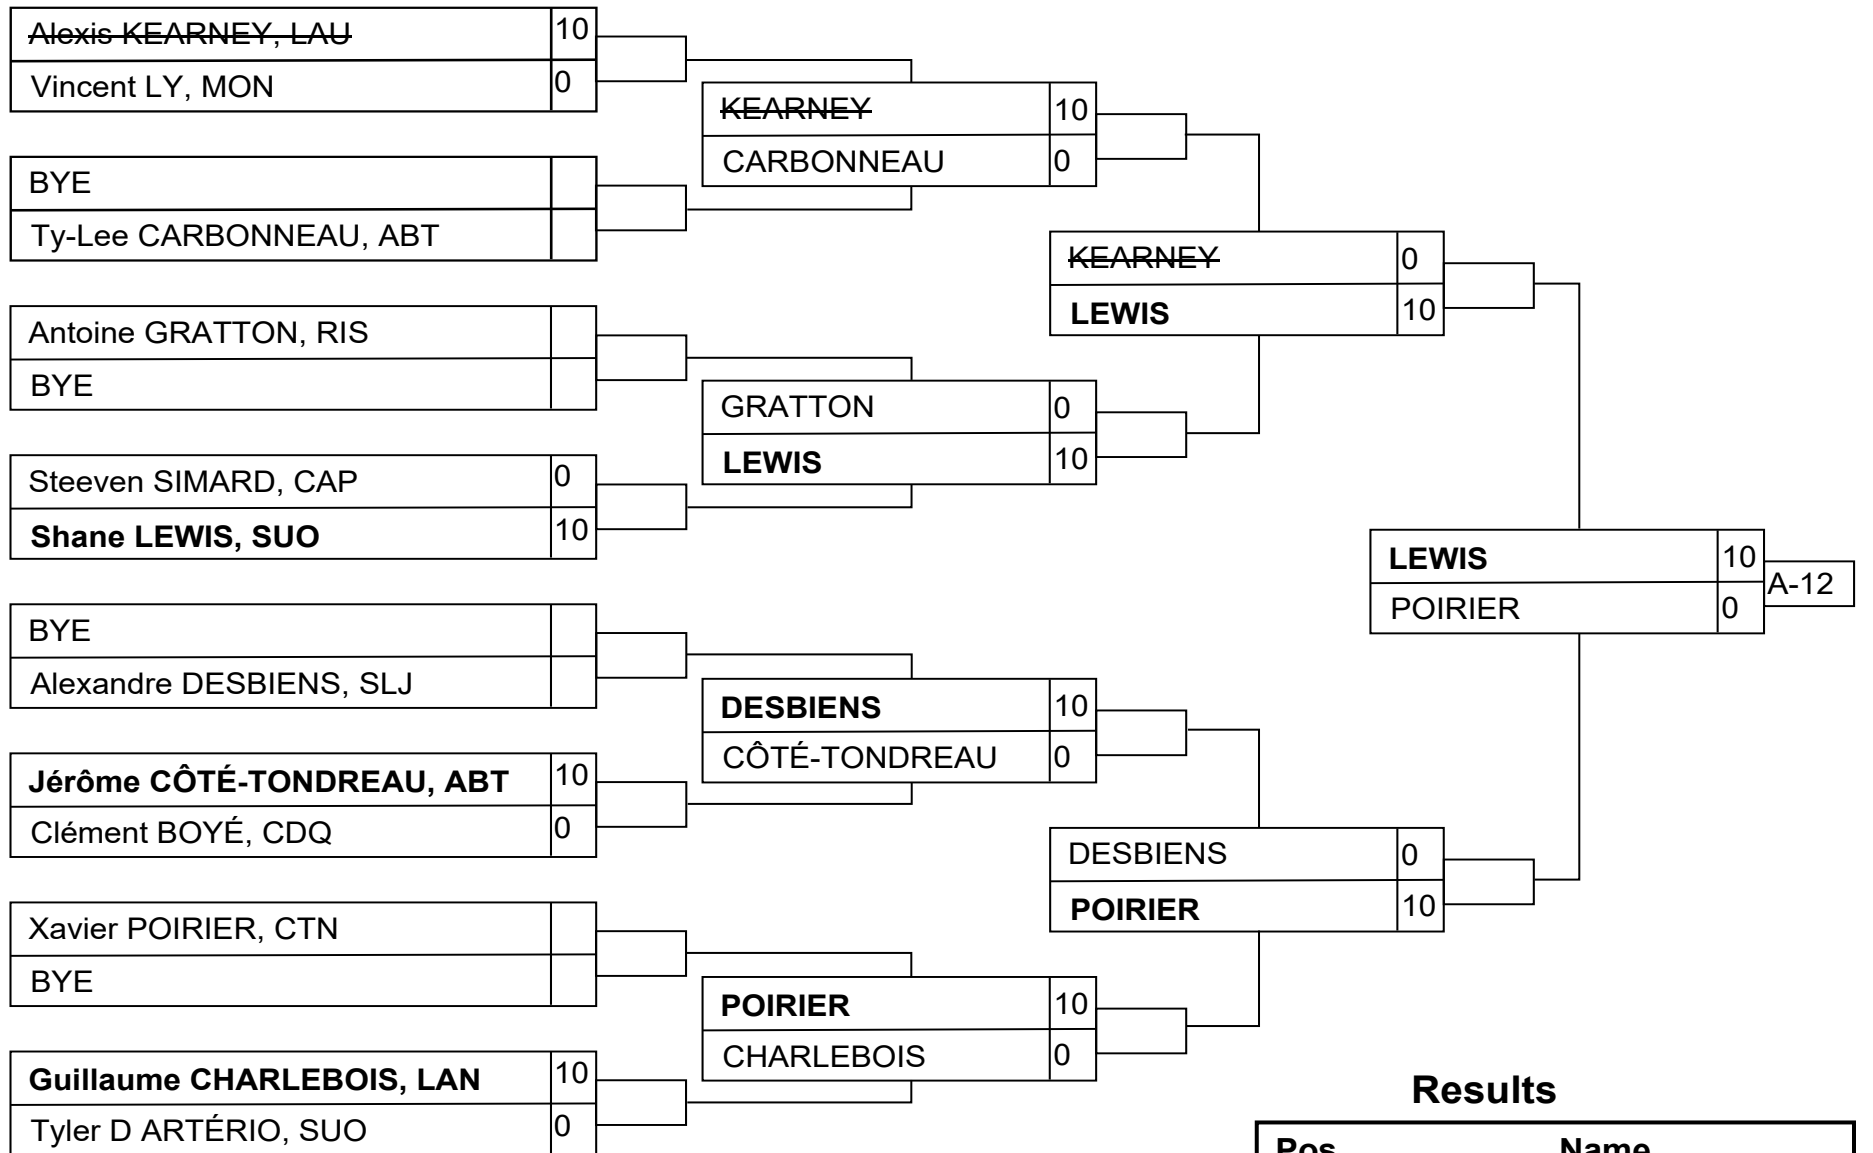 Alexis KEARNEY, LAU 10
Vincent LY, MON 0
BYE
Ty-Lee CARBONNEAU, ABT
Antoine GRATTON, RIS
BYE
Steeven SIMARD, CAP 0
Shane LEWIS, SUO 10
BYE
Alexandre DESBIENS, SLJ
Jérôme CÔTÉ-TONDREAU, ABT 10
Clément BOYÉ, CDQ 0
Xavier POIRIER, CTN
BYE
Guillaume CHARLEBOIS, LAN 10
Tyler D ARTÉRIO, SUO 0
KEARNEY 10
CARBONNEAU 0
GRATTON 0
LEWIS 10
DESBIENS 10
CÔTÉ-TONDREAU 0
POIRIER 10
CHARLEBOIS 0
KEARNEY 0
LEWIS 10
DESBIENS 0
POIRIER 10
LEWIS 10
POIRIER 0
A-12
Results
Pos Name